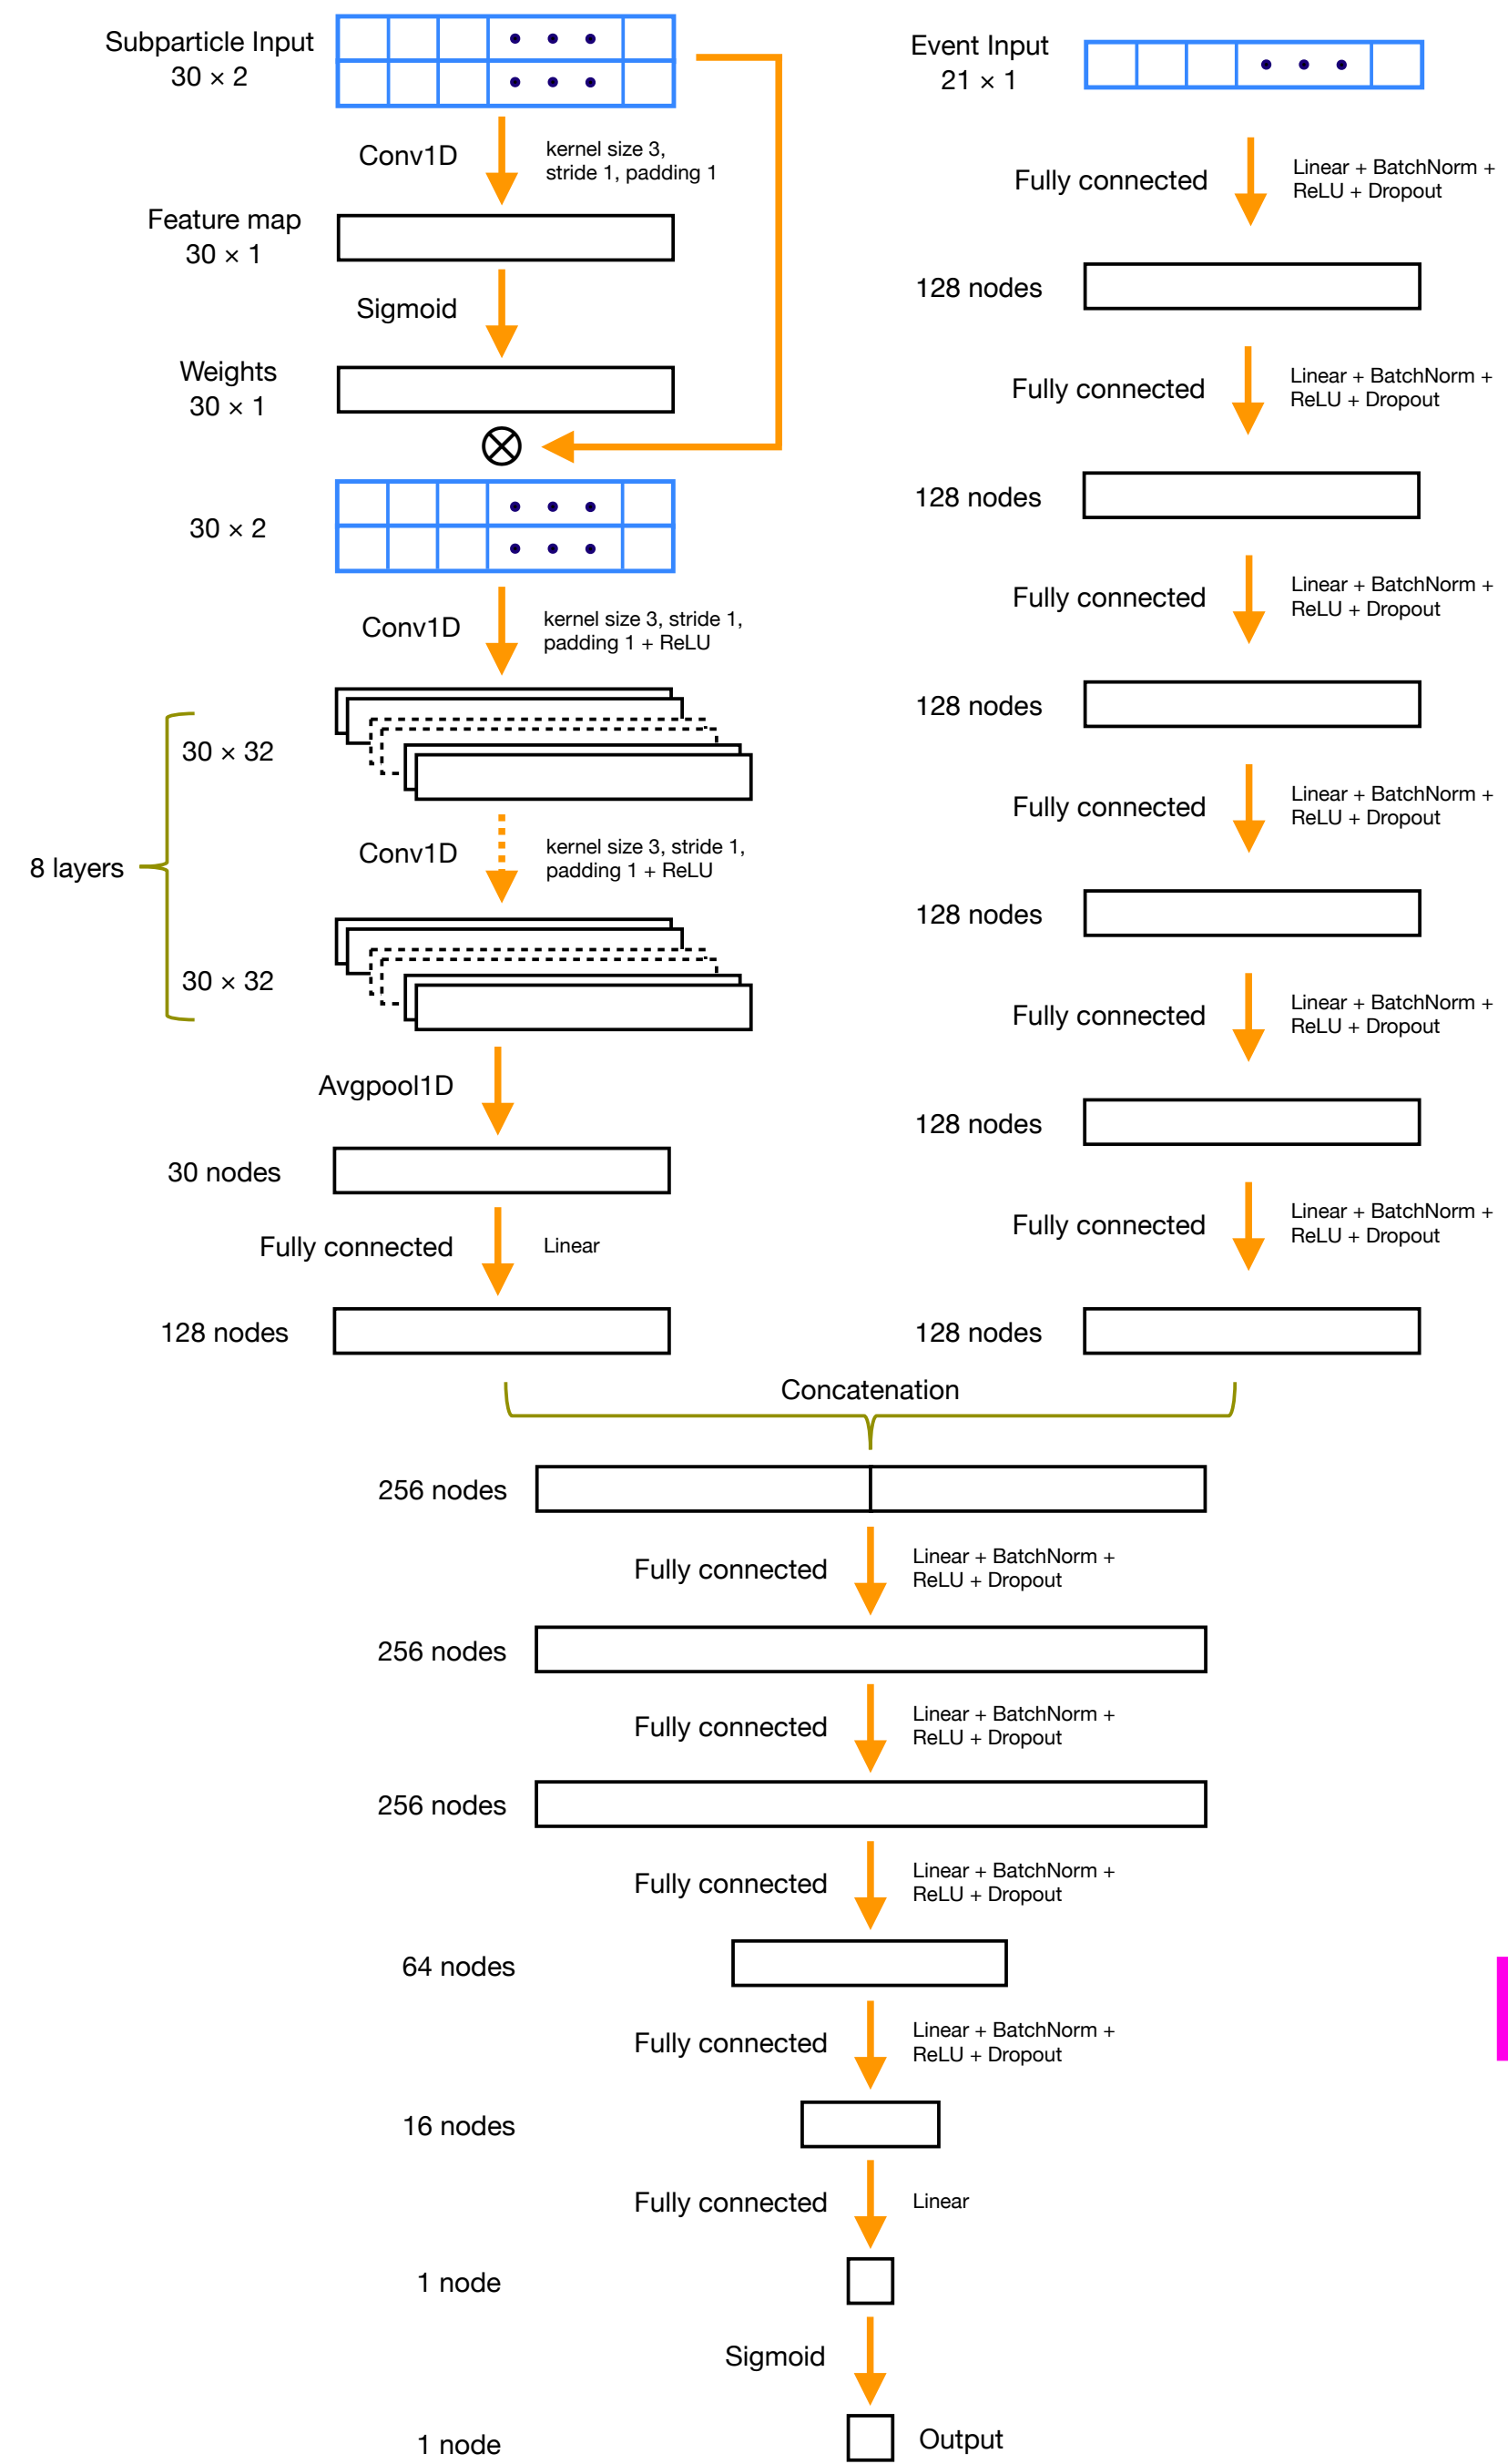 Subparticle Input
30 × 2
Conv1D
kernel size 3,
stride 1, padding 1
Feature map
30 × 1
Sigmoid
Weights
30 × 1
30 × 2
Conv1D
kernel size 3, stride 1,
padding 1 + ReLU
30 × 32
8 layers
Conv1D
kernel size 3, stride 1,
padding 1 + ReLU
30 × 32
Avgpool1D
30 nodes
Fully connected
Linear
128 nodes
Event Input
21 × 1
Fully connected
Linear + BatchNorm +
ReLU + Dropout
128 nodes
Fully connected
Linear + BatchNorm +
ReLU + Dropout
128 nodes
Fully connected
Linear + BatchNorm +
ReLU + Dropout
128 nodes
Fully connected
Linear + BatchNorm +
ReLU + Dropout
128 nodes
Fully connected
Linear + BatchNorm +
ReLU + Dropout
128 nodes
Fully connected
Linear + BatchNorm +
ReLU + Dropout
128 nodes
Concatenation
256 nodes
Fully connected
Linear + BatchNorm +
ReLU + Dropout
256 nodes
Fully connected
Linear + BatchNorm +
ReLU + Dropout
256 nodes
Fully connected
Linear + BatchNorm +
ReLU + Dropout
64 nodes
Fully connected
Linear + BatchNorm +
ReLU + Dropout
16 nodes
Fully connected
Linear
1 node
Sigmoid
1 node
Output